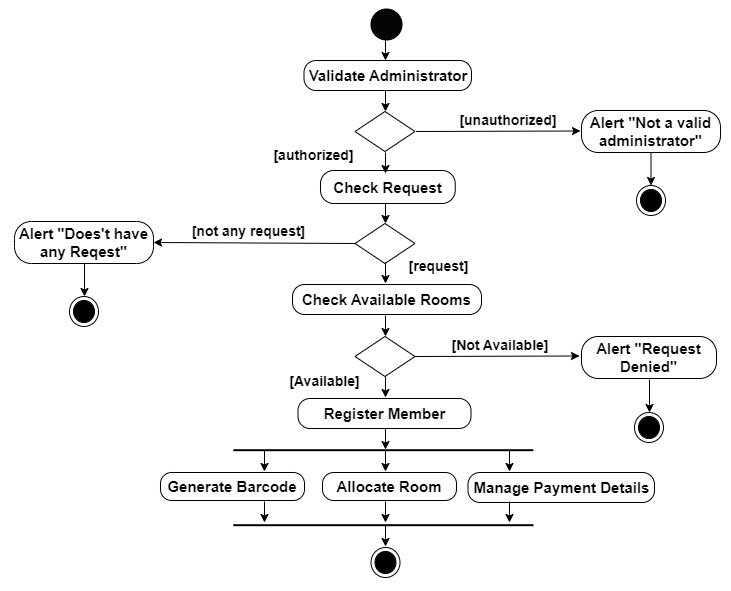 Validate Administrator
[unauthorized]
Alert "Not a valid
administrator"
[authorized]
Check Request
[not any request]
Alert "Does't have
any Reqest"
[request]
Check Available Rooms
[Not Available]
Alert "Request
Denied"
[Available]
Register Member
Generate Barcode
Allocate Room
Manage Payment Details